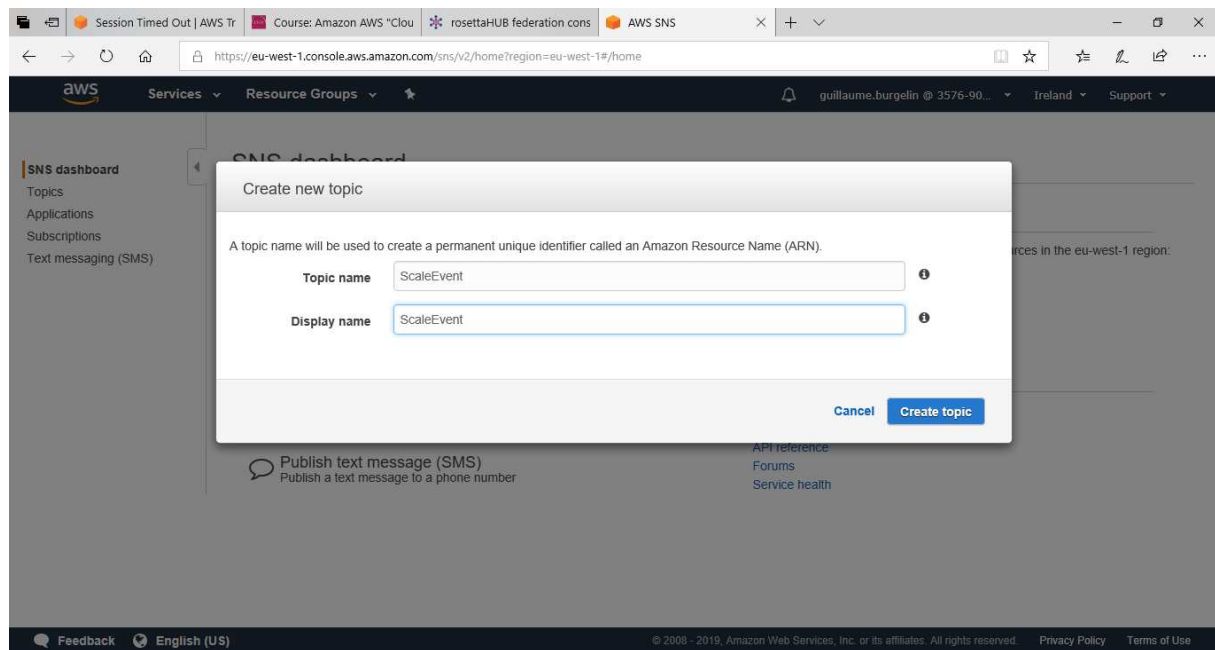 Session Timed Out | AWS Tr
Course: Amazon AWS "Clou
rosettaHUB federation cons
AWS SNS
https://eu-west-1.console.aws.amazon.com/sns/v2/home?region=eu-west-1#/home
aws Services Resource Groups guillaume.burgelin @ 3576-90... Ireland Support
SNS dashboard
Topics
Applications
Subscriptions
Text messaging (SMS)
SNS dashboard
Create new topic
A topic name will be used to create a permanent unique identifier called an Amazon Resource Name (ARN).
Topic name ScaleEvent
Display name ScaleEvent
Cancel Create topic
in the eu-west-1 region:
Publish text message (SMS)
Publish a text message to a phone number
API reference
Forums
Service health
Feedback English (US) © 2008 - 2019, Amazon Web Services, Inc. or its affiliates. All rights reserved. Privacy Policy Terms of Use